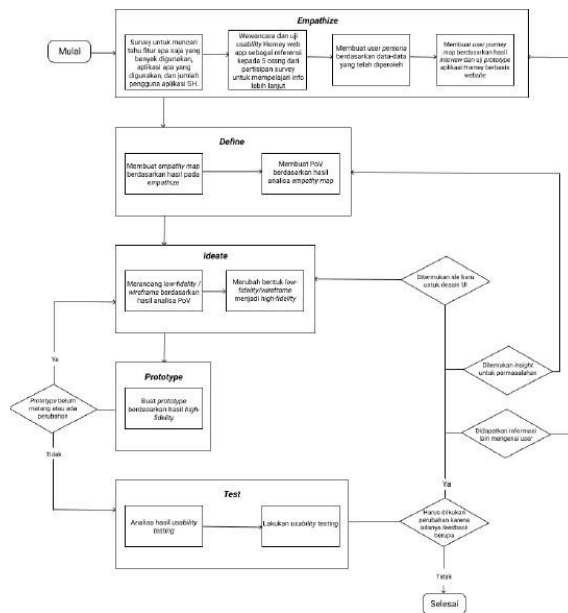 Empathize
Mulai
Survey untuk mencari
tahu fitur apa saja yang
banyak digunakan,
aplikasi apa yang
digunakan, dan jumlah
pengguna aplikasi SH.
Wawancara dan uji
usability Homey web
app sebagai referensi
kepada 5 orang dari
partisipan survey
untuk mempelajari info
lebih lanjut
Membuat user persona
berdasarkan data-data
yang telah diperoleh
Membuat user journey
map berdasarkan hasil
interview dan uji prototype
aplikasi Homey berbasis
website
Define
Membuat empathy map
berdasarkan hasil pada
empathize
Membuat PoV
berdasarkan hasil
analisa empathy map
Ideate
Merancang low-fidelity /
wireframe berdasarkan
hasil analisa PoV
Merubah bentuk low-
fidelity/wireframe
menjadi high-fidelity
Ditemukan ide baru
untuk desain UI
Ya
Prototype
Prototype belum
matang atau ada
perubahan
Buat prototype
berdasarkan hasil high-
fidelity
Ditemukan insight
untuk permasalahan
Didapatkan informasi
lain mengenai user
Tidak
Ya
Test
Analisa hasil usability
testing
Lakukan usability testing
Harus dilkukan
perubahan karena
adanya feedback
berupa
Tidak
Selesai